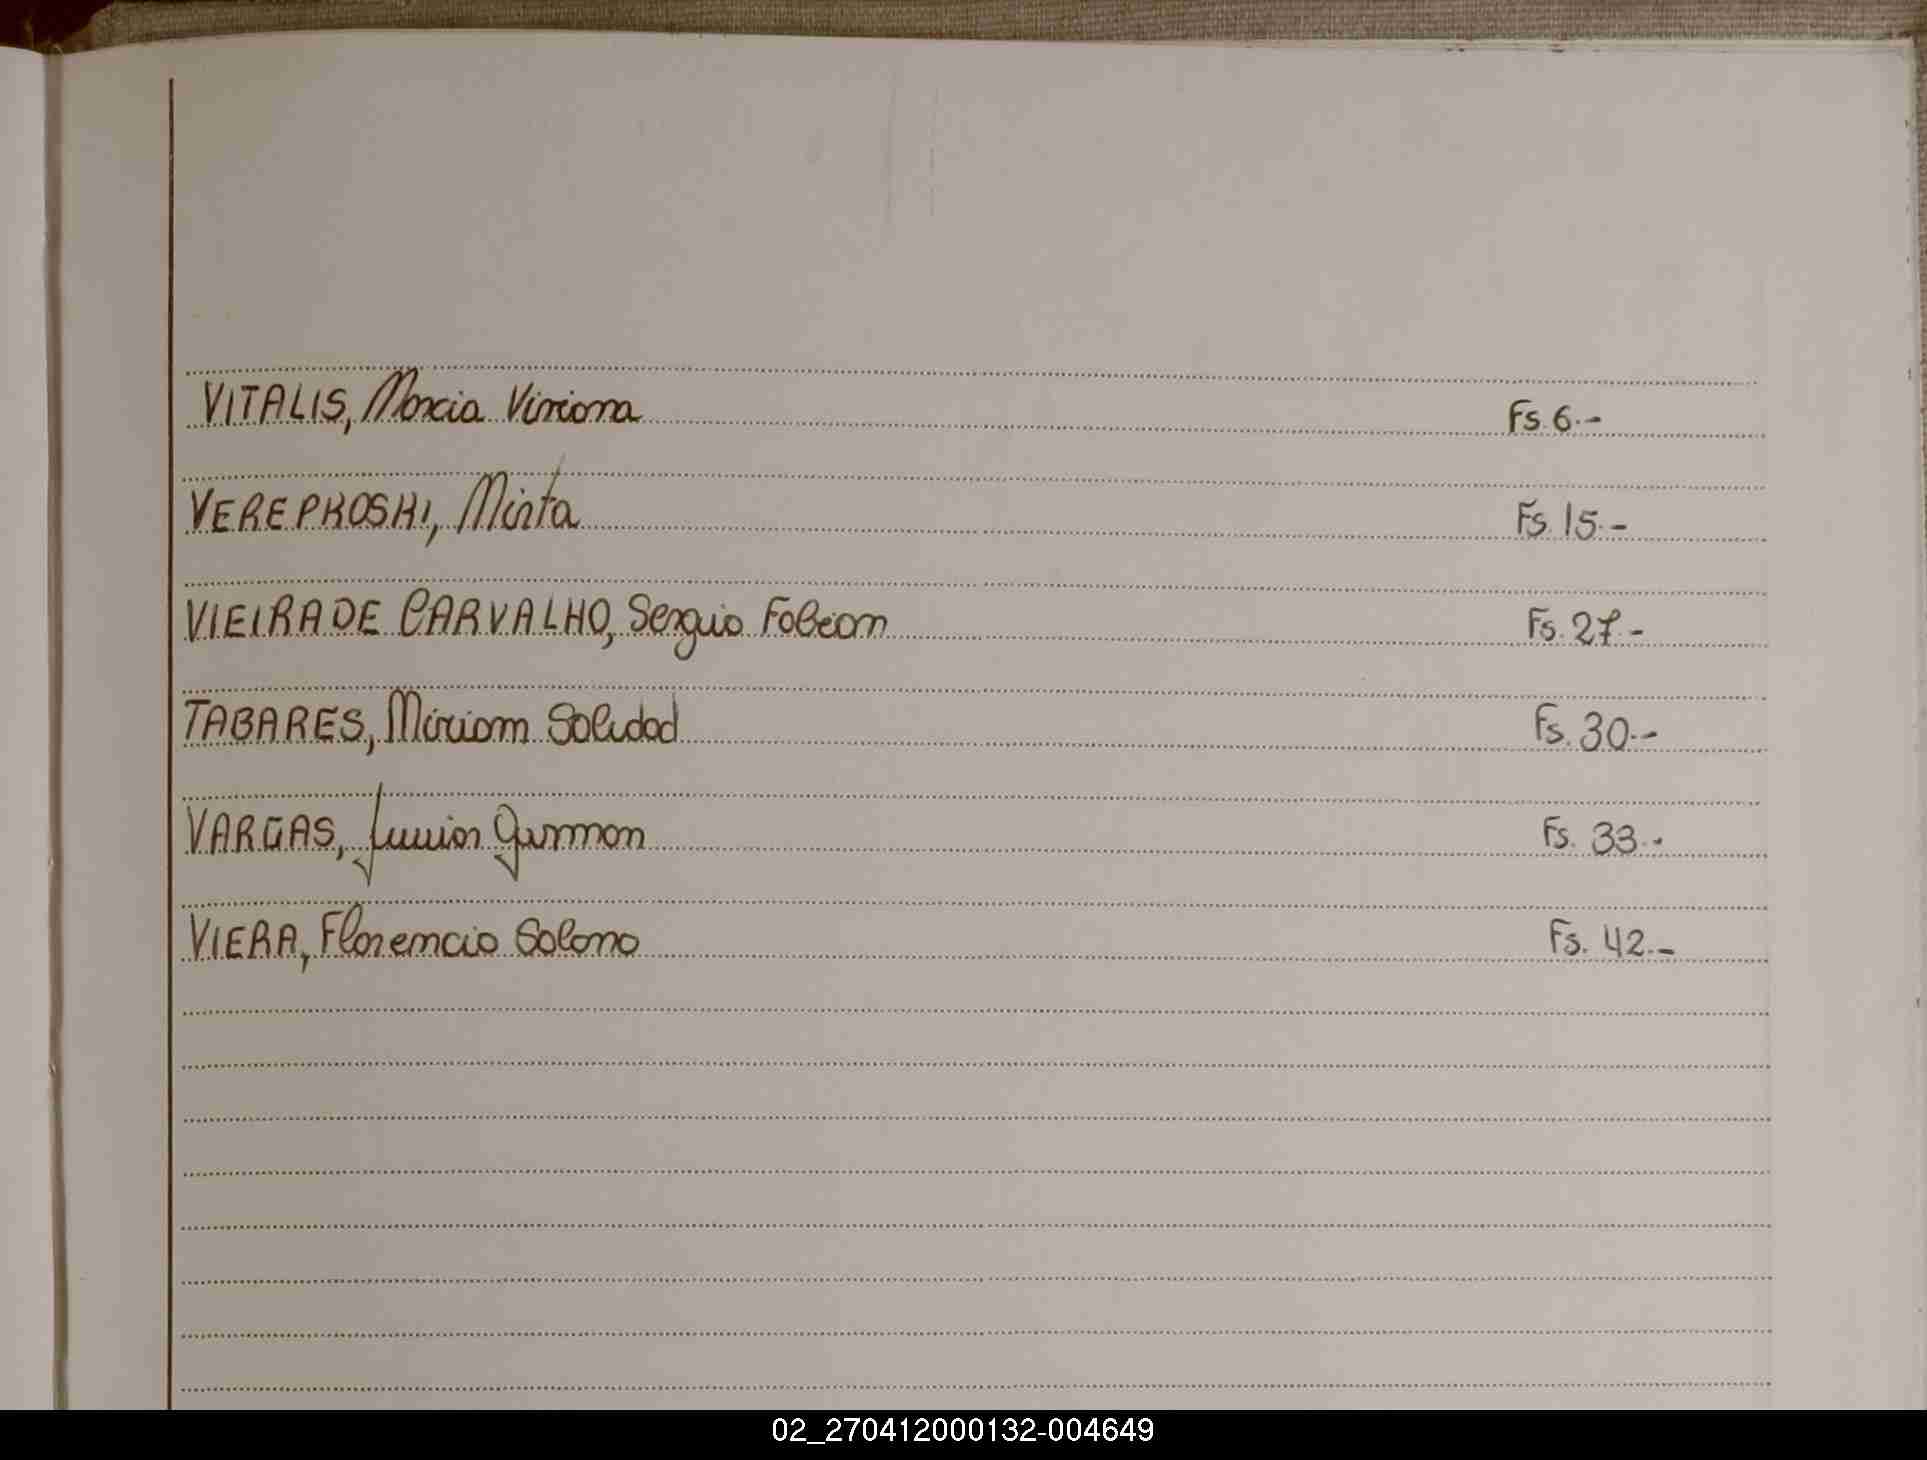 VITALIS, Marcia Viviana Fs. 6.-
VEREPKOSKI, Mirta Fs. 15.-
VIEIRA DE CARVALHO, Sergio Fabian Fs. 27.-
TABARES, Miriam Soledad Fs. 30.-
VARGAS, Junior German Fs. 33.-
VIERA, Florencio Solano Fs. 42.-
02_270412000132-004649